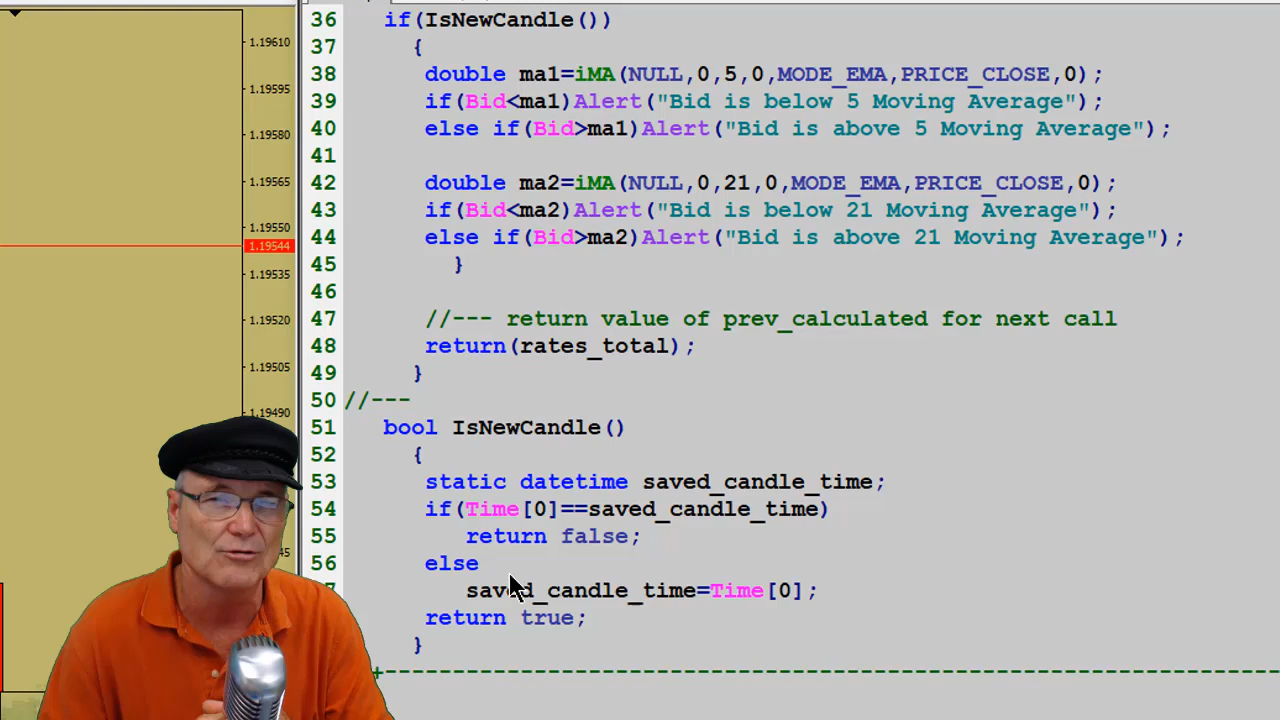 1.19610
1.19595
1.19580
1.19565
1.19550
1.19544
1.19535
1.19520
1.19505
1.19490
45
36 if(IsNewCandle())
37 {
38 double ma1=iMA(NULL,0,5,0,MODE_EMA,PRICE_CLOSE,0);
39 if(Bid<ma1)Alert("Bid is below 5 Moving Average");
40 else if(Bid>ma1)Alert("Bid is above 5 Moving Average");
41
42 double ma2=iMA(NULL,0,21,0,MODE_EMA,PRICE_CLOSE,0);
43 if(Bid<ma2)Alert("Bid is below 21 Moving Average");
44 else if(Bid>ma2)Alert("Bid is above 21 Moving Average");
45 }
46
47 //--- return value of prev_calculated for next call
48 return(rates_total);
49 }
50 //---
51 bool IsNewCandle()
52 {
53 static datetime saved_candle_time;
54 if(Time[0]==saved_candle_time)
55 return false;
56 else
7 saved_candle_time=Time[0];
return true;
}
+------------------------------------------------------------------